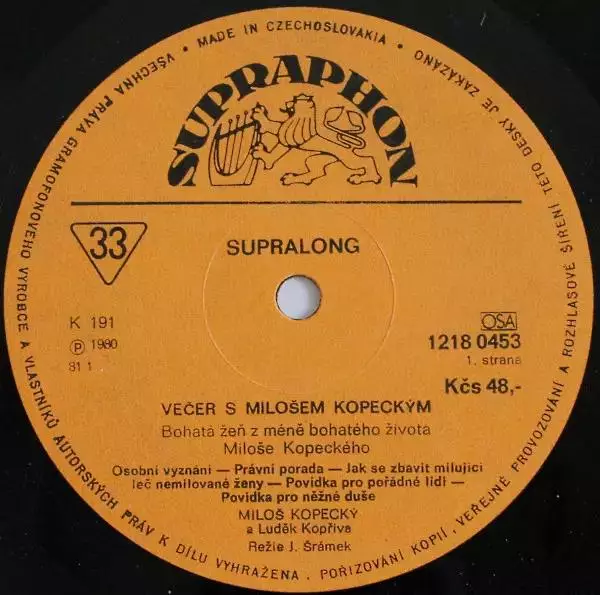 • MADE IN CZECHOSLOVAKIA •
VŠECHNA PRÁVA GRAMOFONOVÉHO VÝROBCE A VLASTNÍKŮ AUTORSKÝCH PRÁV K DÍLU VYHRAŽENA. POŘIZOVÁNÍ KOPIÍ, VEŘEJNÉ PROVOZOVÁNÍ A ROZHLASOVÉ ŠÍŘENÍ TÉTO DESKY JE ZAKÁZÁNO
SUPRAPHON
33
SUPRALONG
K 191
Ⓟ 1980
81 1
OSA
1218 0453
1. strana
Kčs 48,-
VEČER S MILOŠEM KOPECKÝM
Bohatá žeň z méně bohatého života
Miloše Kopeckého
Osobní vyznání — Právní porada — Jak se zbavit milující
leč nemilované ženy — Povídka pro pořádné lidi —
Povídka pro něžné duše
MILOŠ KOPECKÝ
a Luděk Kopřiva
Režie J. Šrámek